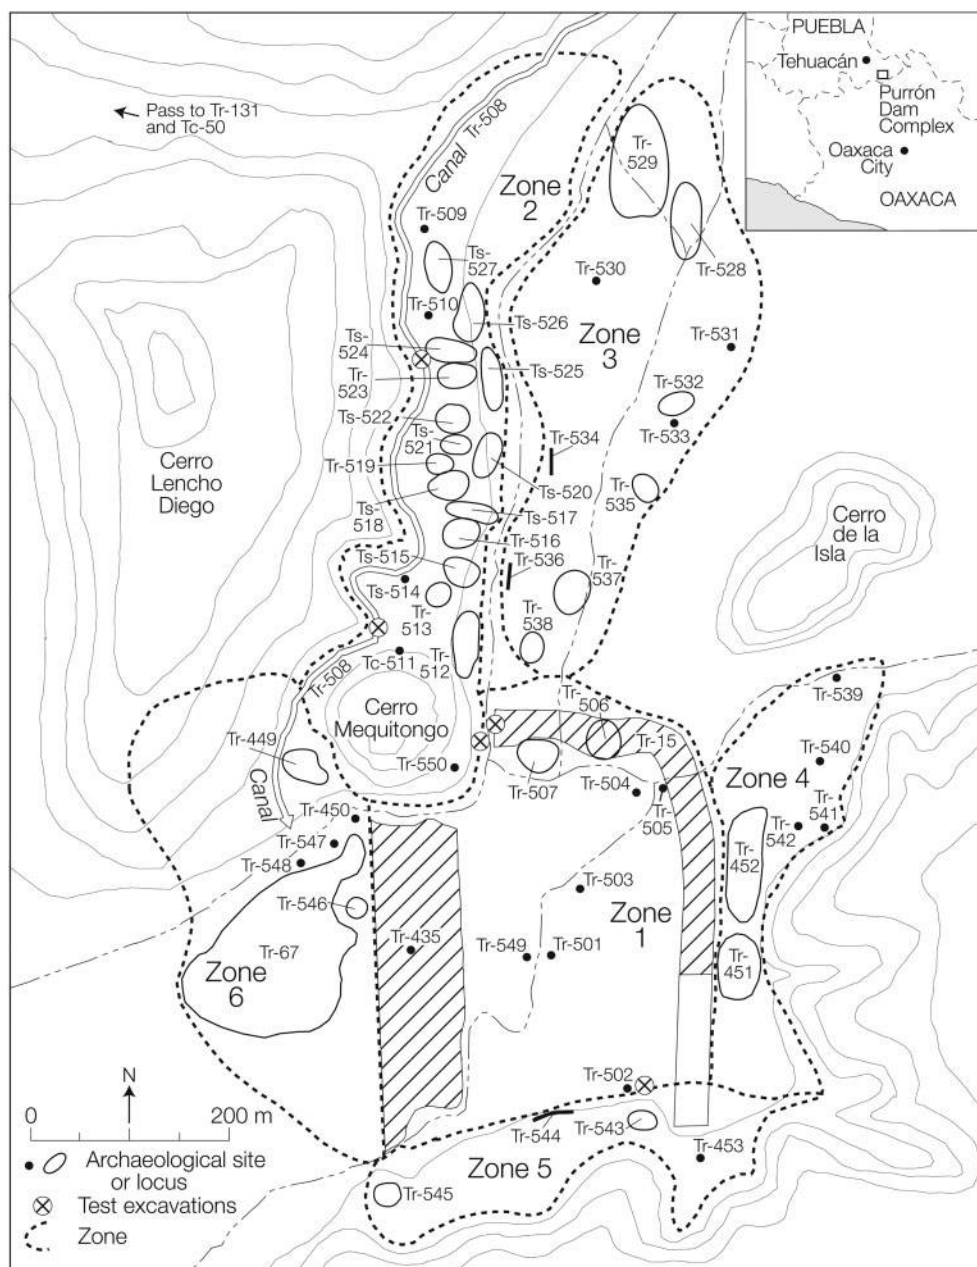 PUEBLA
Tehuacán
Purrón
Dam
Complex
Oaxaca
City
OAXACA
Pass to Tr-131
and Tc-50
Canal Tr-508
Zone
2
Tr-
529
Tr-509
Ts-
527
Tr-528
Tr-530
Tr-510
Ts-526
Zone
3
Tr-531
Ts-
524
Tr-
523
Ts-525
Tr-532
Ts-522
Tr-533
Ts-
521
Tr-534
Tr-519
Cerro
Lencho
Diego
Ts-520
Tr-
535
Ts-
518
Ts-517
Tr-516
Cerro
de la
Isla
Ts-515
Tr-536
Tr-
537
Ts-514
Tr-
513
Tr-
538
Tc-511
Tr-
512
Tr-508
Tr-539
Cerro
Mequitongo
Tr-
506
Tr-449
Tr-15
Tr-540
Tr-550
Tr-
507
Tr-504
Zone 4
Canal
Tr-450
Tr-
505
Tr-
541
Tr-
542
Tr-547
Tr-548
Tr-
452
Tr-503
Tr-546
Zone
1
Tr-67
Tr-435
Tr-549
Tr-501
Tr-
451
Zone
6
Tr-502
N
0
200 m
Tr-544
Tr-543
Tr-453
Zone 5
Tr-545
Archaeological site
or locus
Test excavations
Zone